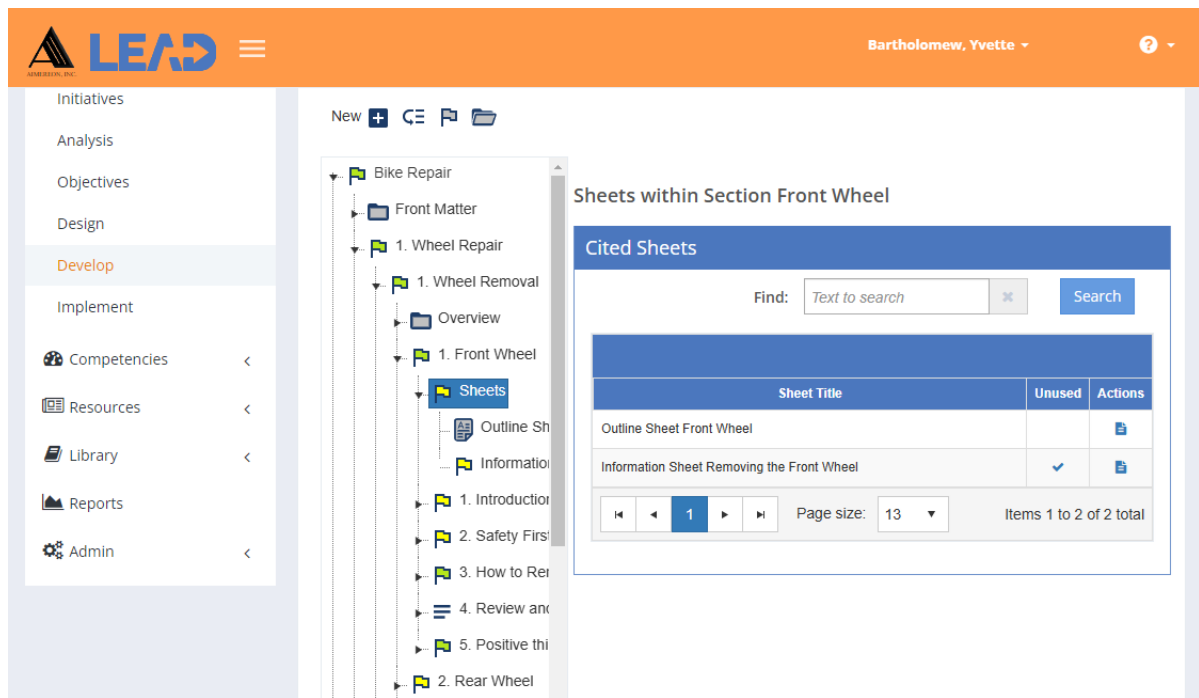 AIMEREON, INC.
LEAD
Bartholomew, Yvette
?
Initiatives
Analysis
Objectives
Design
Develop
Implement
Competencies
Resources
Library
Reports
Admin
New
Bike Repair
Front Matter
1. Wheel Repair
1. Wheel Removal
Overview
1. Front Wheel
Sheets
Outline Sh
Information
1. Introduction
2. Safety First
3. How to Rem
4. Review and
5. Positive thi
2. Rear Wheel
Sheets within Section Front Wheel
Cited Sheets
Find: Text to search Search
Sheet Title Unused Actions
Outline Sheet Front Wheel
Information Sheet Removing the Front Wheel
1 Page size: 13 Items 1 to 2 of 2 total